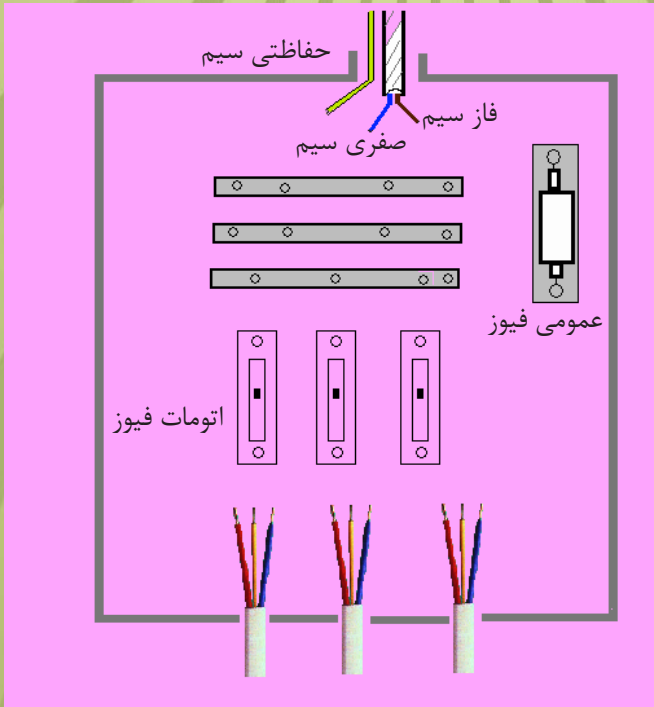 حفاظتی سیم
فاز سیم
صفری سیم
عمومی فیوز
اتومات فیوز